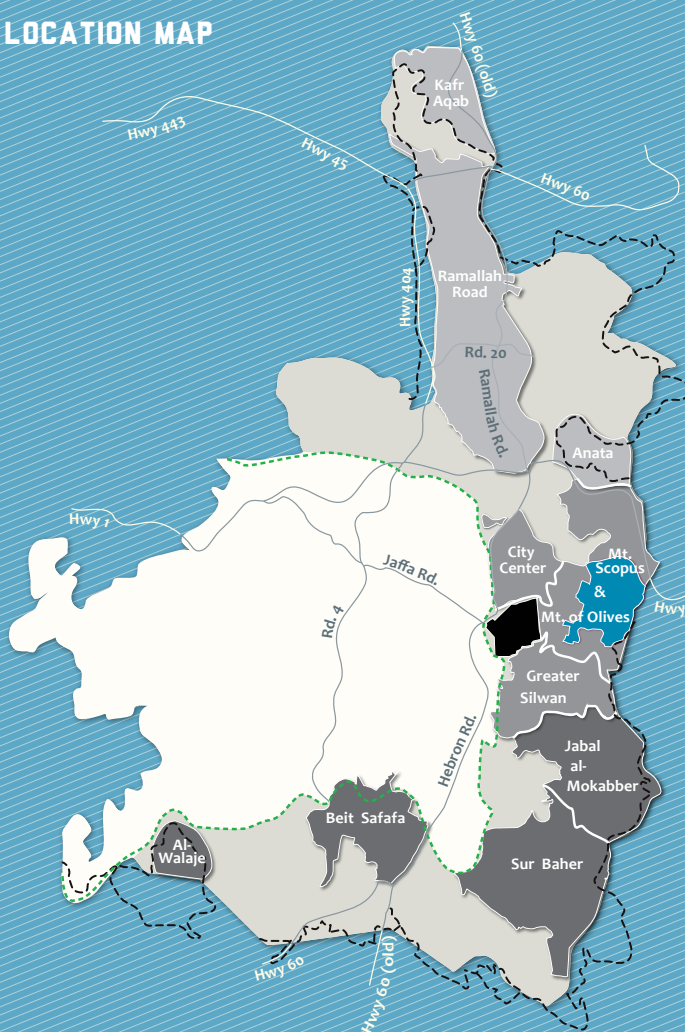 LOCATION MAP
Hwy 60 (old)
Kafr
Aqab
Hwy 443
Hwy 45
Hwy 60
Ramallah
Road
Hwy 404
Rd. 20
Ramallah Rd.
Anata
Hwy 1
City
Center
Mt.
Scopus
&
Mt. of Olives
Hwy
Jaffa Rd.
Rd. 4
Greater
Silwan
Hebron Rd.
Jabal
al-
Mokabber
Beit Safafa
Al-
Walaje
Sur Baher
Hwy 60
Hwy 60 (old)